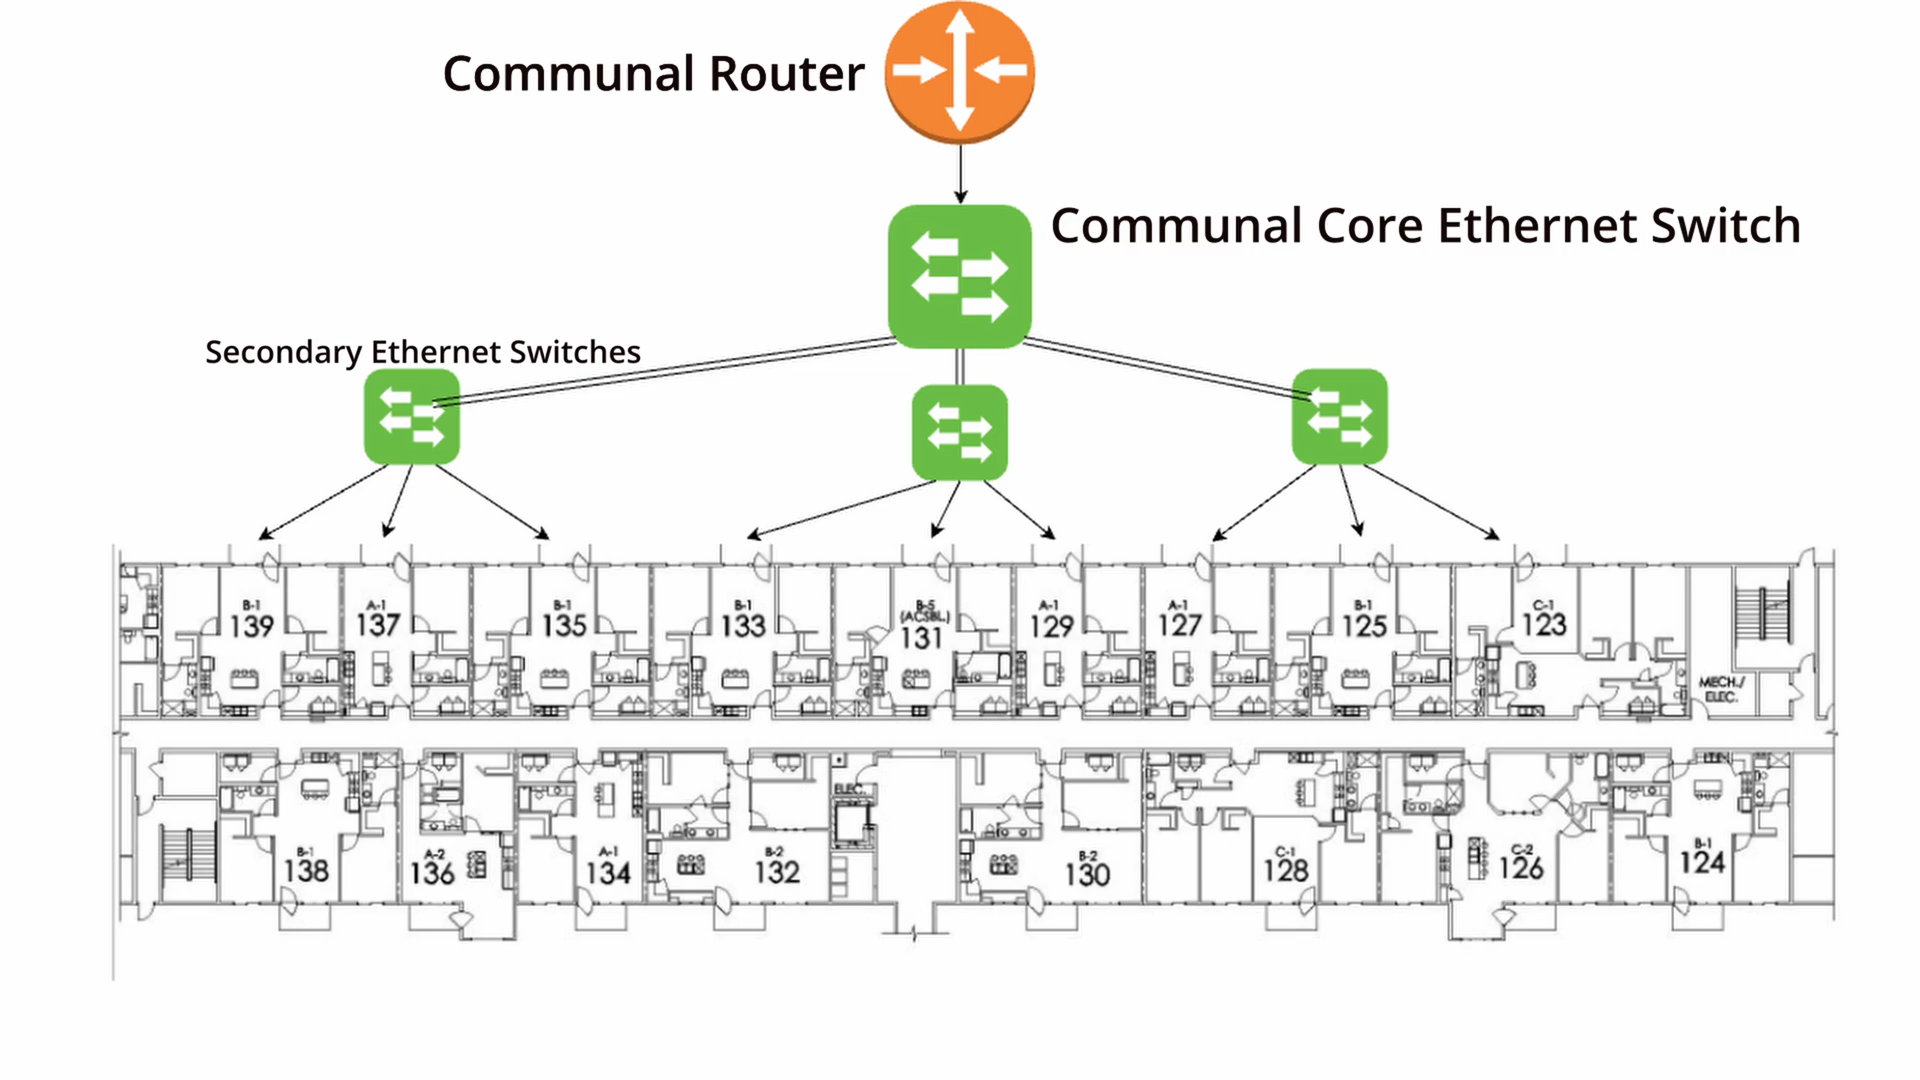 Communal Router
Communal Core Ethernet Switch
Secondary Ethernet Switches
B-1
139
A-1
137
B-1
135
B-1
133
B-5
(ACSBL.)
131
A-1
129
A-1
127
B-1
125
C-1
123
MECH./
ELEC.
B-1
138
A-2
136
A-1
134
B-2
132
ELEC.
B-2
130
C-1
128
C-2
126
B-1
124